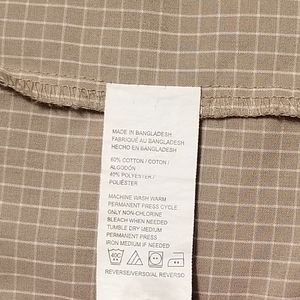 MADE IN BANGLADESH
FABRIQUÉ AU BANGLADESH
HECHO EN BANGLADESH
60% COTTON / COTON /
ALGODÓN
40% POLYESTER /
POLIÉSTER
MACHINE WASH WARM
PERMANENT PRESS CYCLE
ONLY NON-CHLORINE
BLEACH WHEN NEEDED
TUMBLE DRY MEDIUM
PERMANENT PRESS
IRON MEDIUM IF NEEDED
40C
REVERSE/VERSO/AL REVERSO